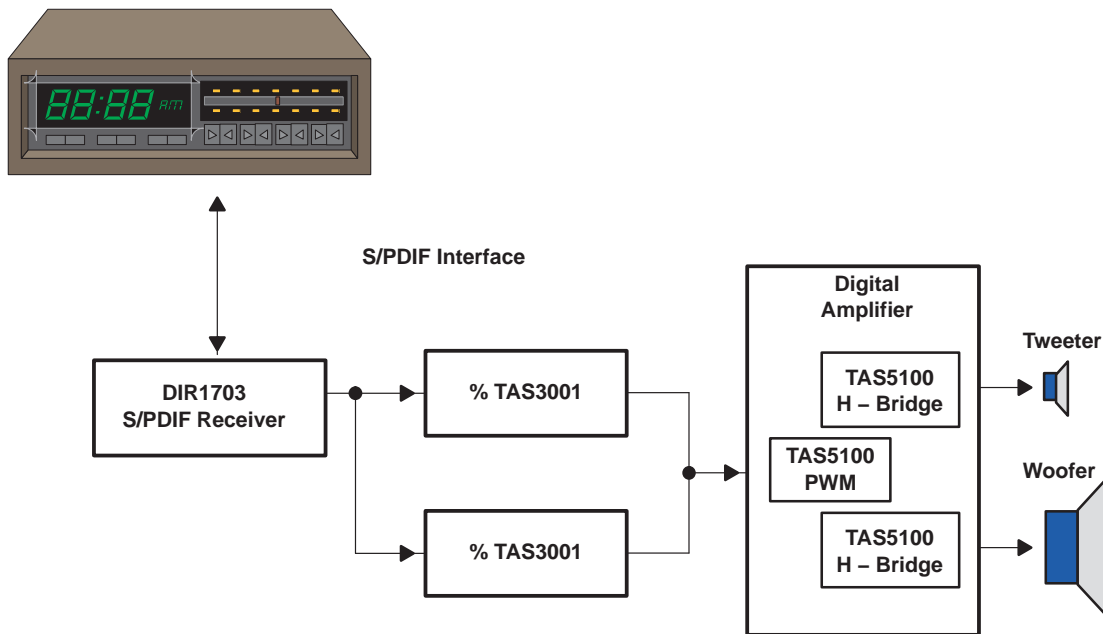 88:88 AM
S/PDIF Interface
DIR1703
S/PDIF Receiver
% TAS3001
% TAS3001
Digital
Amplifier
TAS5100
H – Bridge
TAS5100
PWM
TAS5100
H – Bridge
Tweeter
Woofer